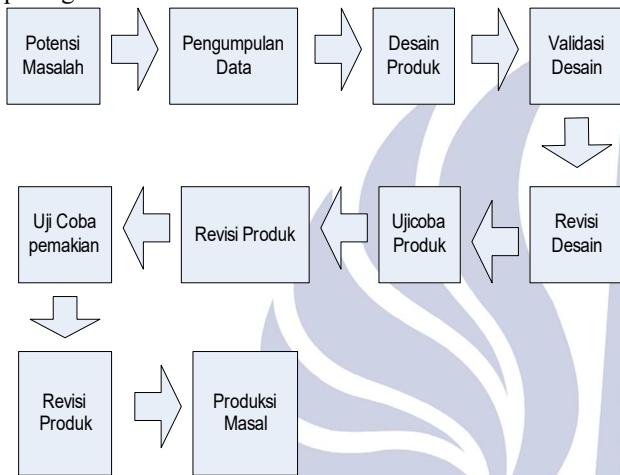 Potensi
Masalah
Pengumpulan
Data
Desain
Produk
Validasi
Desain
Revisi
Desain
Ujicoba
Produk
Revisi Produk
Uji Coba
pemakian
Revisi
Produk
Produksi
Masal